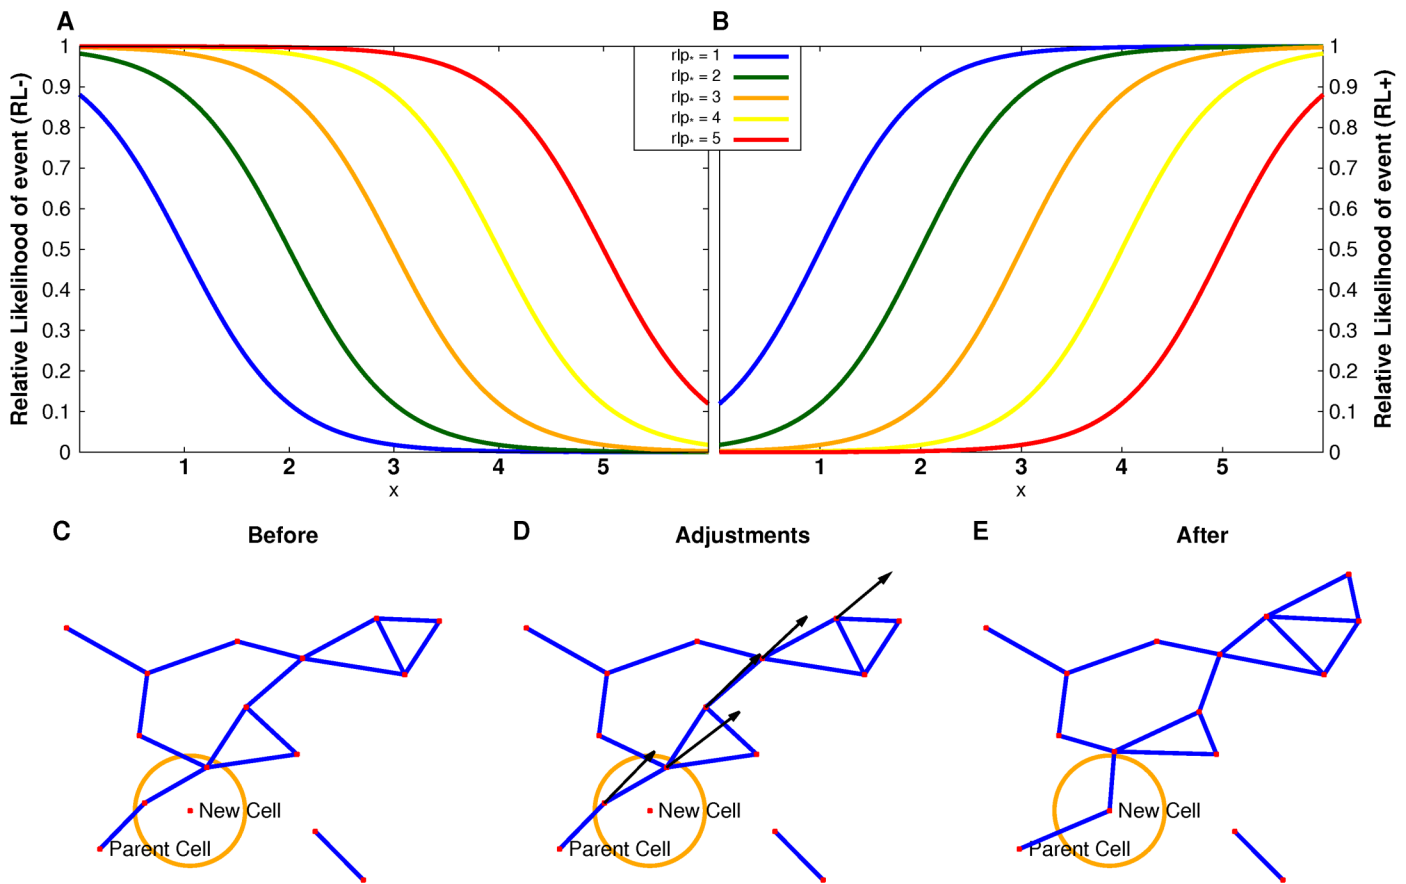 A
B
Relative Likelihood of event (RL-)
1
0.9
0.8
0.7
0.6
0.5
0.4
0.3
0.2
0.1
0
1 2 3 4 5
x
rlp* = 1
rlp* = 2
rlp* = 3
rlp* = 4
rlp* = 5
1 2 3 4 5
x
1
0.9
0.8
0.7
0.6
0.5
0.4
0.3
0.2
0.1
0
Relative Likelihood of event (RL+)
C
Before
New Cell
Parent Cell
D
Adjustments
New Cell
Parent Cell
E
After
New Cell
Parent Cell